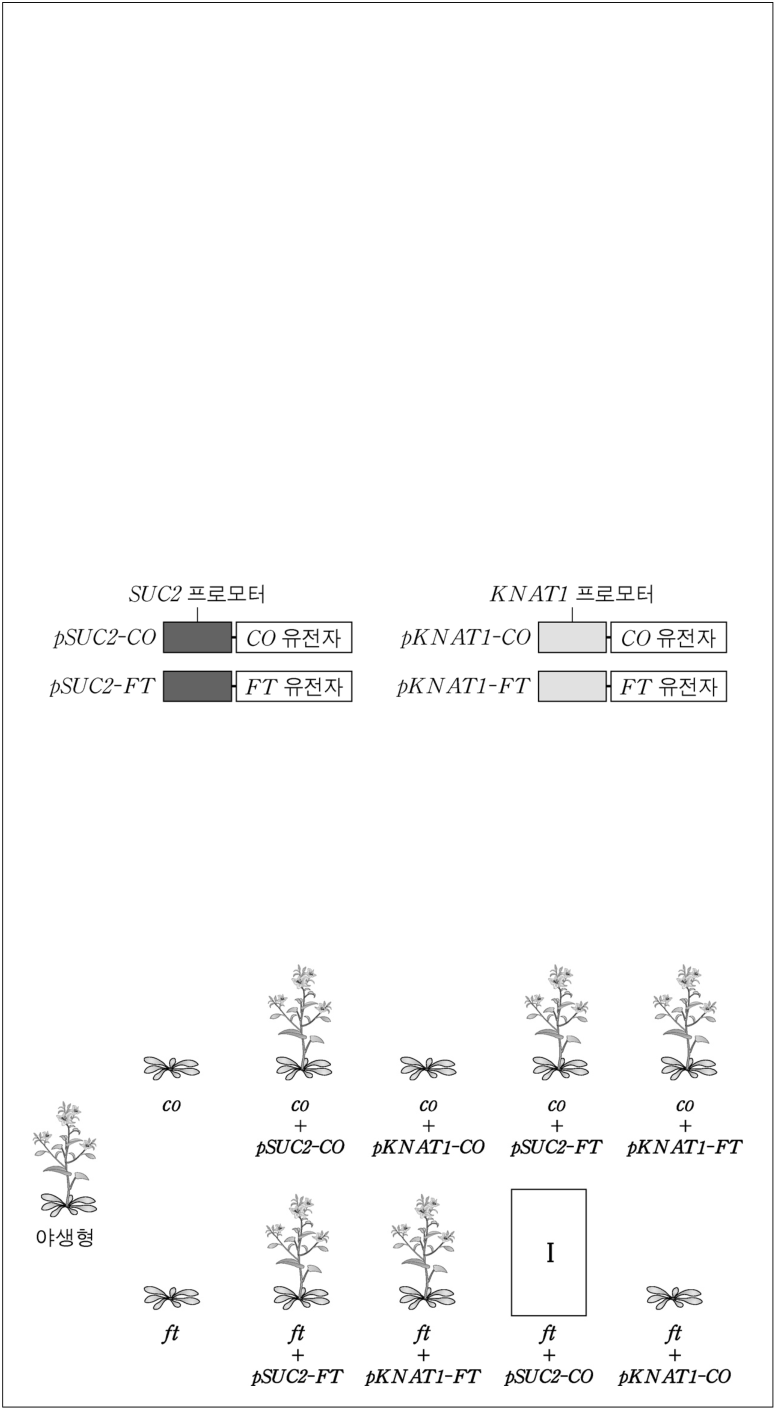 SUC2 프로모터
KNAT1 프로모터
pSUC2-CO
CO 유전자
pKNAT1-CO
CO 유전자
pSUC2-FT
FT 유전자
pKNAT1-FT
FT 유전자
co
co
+
pSUC2-CO
co
+
pKNAT1-CO
co
+
pSUC2-FT
co
+
pKNAT1-FT
야생형
ft
ft
+
pSUC2-FT
ft
+
pKNAT1-FT
I
ft
+
pSUC2-CO
ft
+
pKNAT1-CO